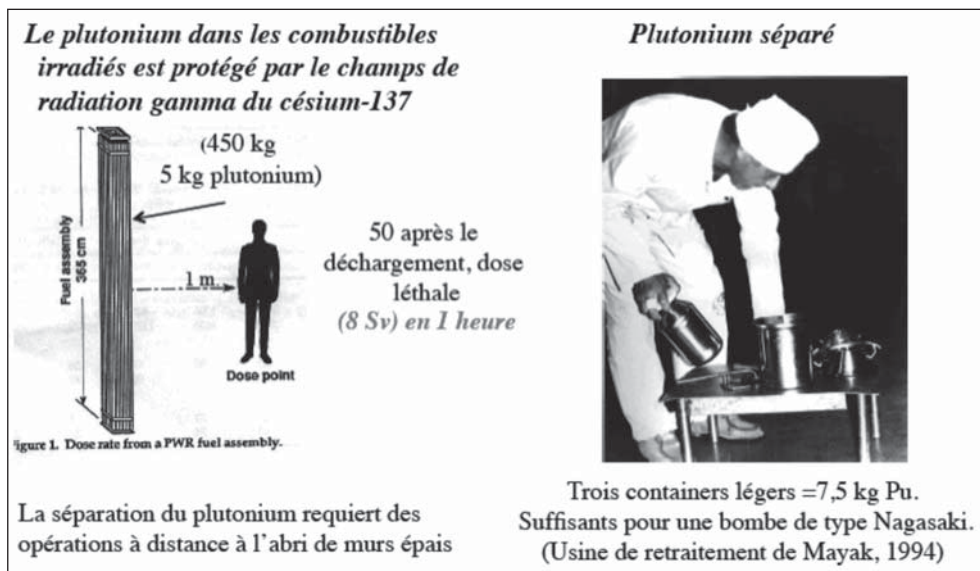 Le plutonium dans les combustibles
irradiés est protégé par le champs de
radiation gamma du césium-137
(450 kg
5 kg plutonium)
Fuel assembly
365 cm
1 m.
50 après le
déchargement, dose
léthale
(8 Sv) en 1 heure
Dose point
igure 1. Dose rate from a PWR fuel assembly.
La séparation du plutonium requiert des
opérations à distance à l'abri de murs épais
Plutonium séparé
Trois containers légers =7,5 kg Pu.
Suffisants pour une bombe de type Nagasaki.
(Usine de retraitement de Mayak, 1994)